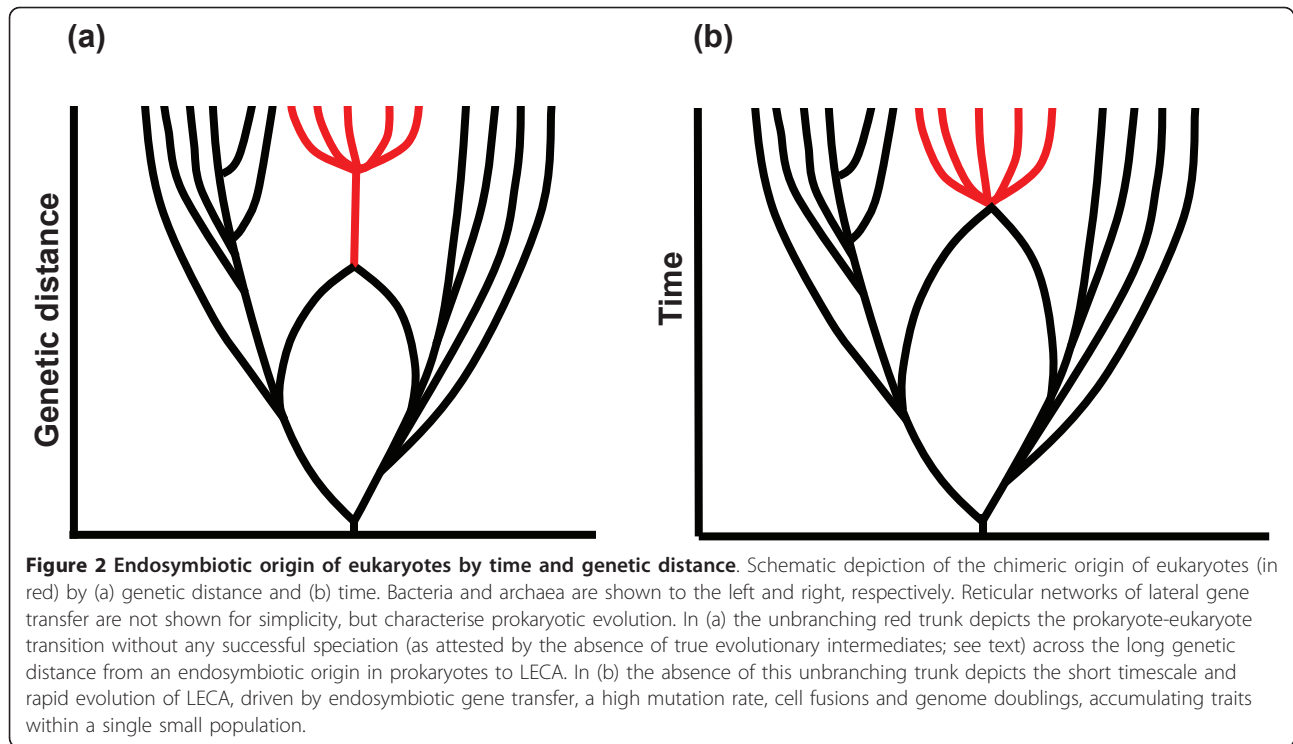 (a)
(b)
Genetic distance
Time
Figure 2 Endosymbiotic origin of eukaryotes by time and genetic distance. Schematic depiction of the chimeric origin of eukaryotes (in
red) by (a) genetic distance and (b) time. Bacteria and archaea are shown to the left and right, respectively. Reticular networks of lateral gene
transfer are not shown for simplicity, but characterise prokaryotic evolution. In (a) the unbranching red trunk depicts the prokaryote-eukaryote
transition without any successful speciation (as attested by the absence of true evolutionary intermediates; see text) across the long genetic
distance from an endosymbiotic origin in prokaryotes to LECA. In (b) the absence of this unbranching trunk depicts the short timescale and
rapid evolution of LECA, driven by endosymbiotic gene transfer, a high mutation rate, cell fusions and genome doublings, accumulating traits
within a single small population.